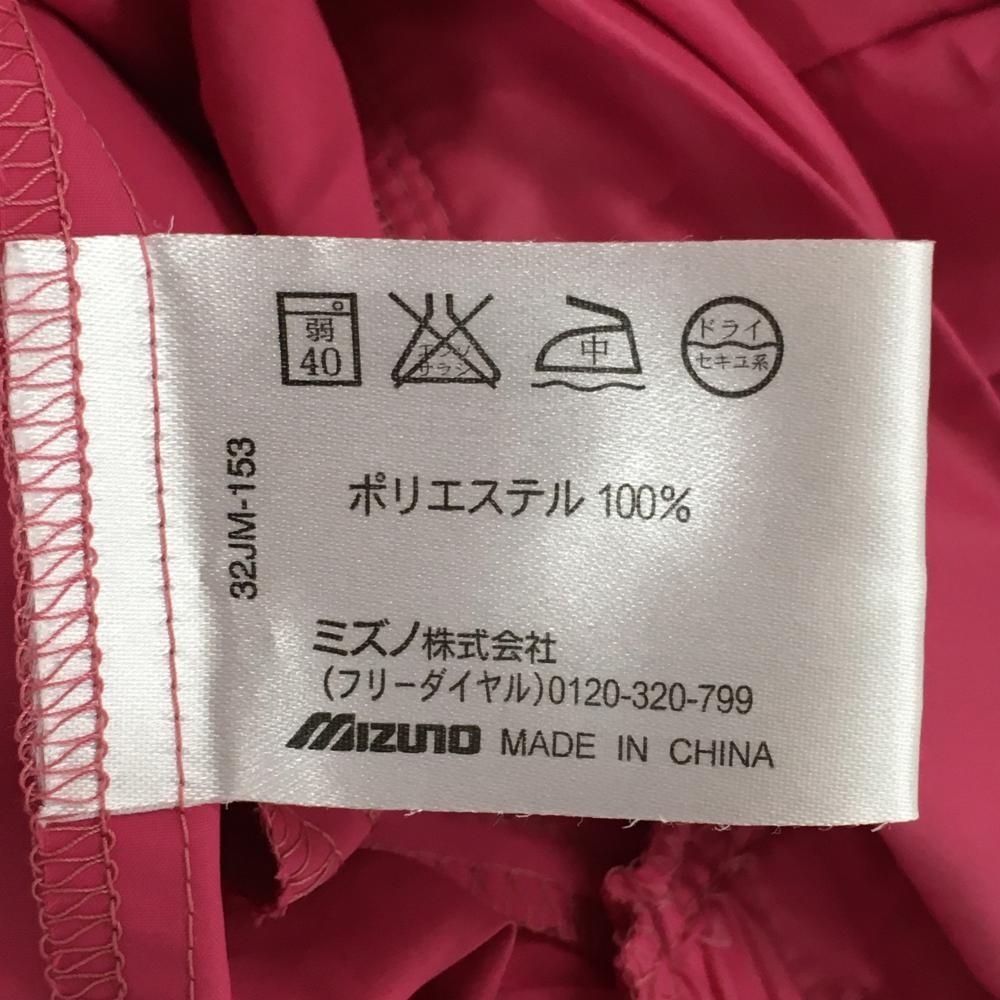 弱
40
エンソ
サラシ
中
ドライ
セキユ系
32JM-153
ポリエステル 100%
ミズノ株式会社
(フリーダイヤル)0120-320-799
MIZUNO MADE IN CHINA